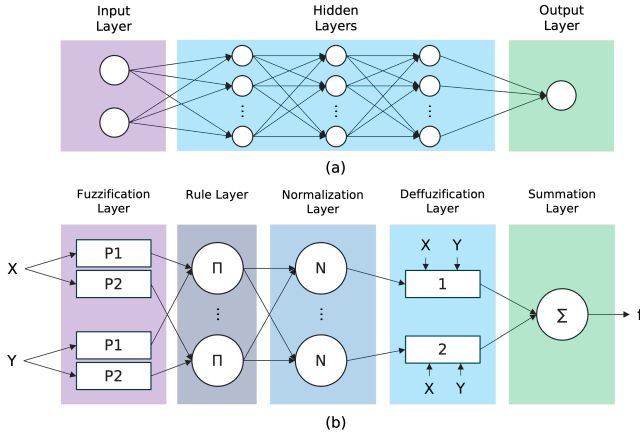 Input
Layer
Hidden
Layers
Output
Layer
(a)
Fuzzification
Layer
Rule Layer
Normalization
Layer
Deffuzification
Layer
Summation
Layer
X
Y
P1
P2
P1
P2
Π
Π
N
N
X Y
1
2
X Y
Σ
f
(b)